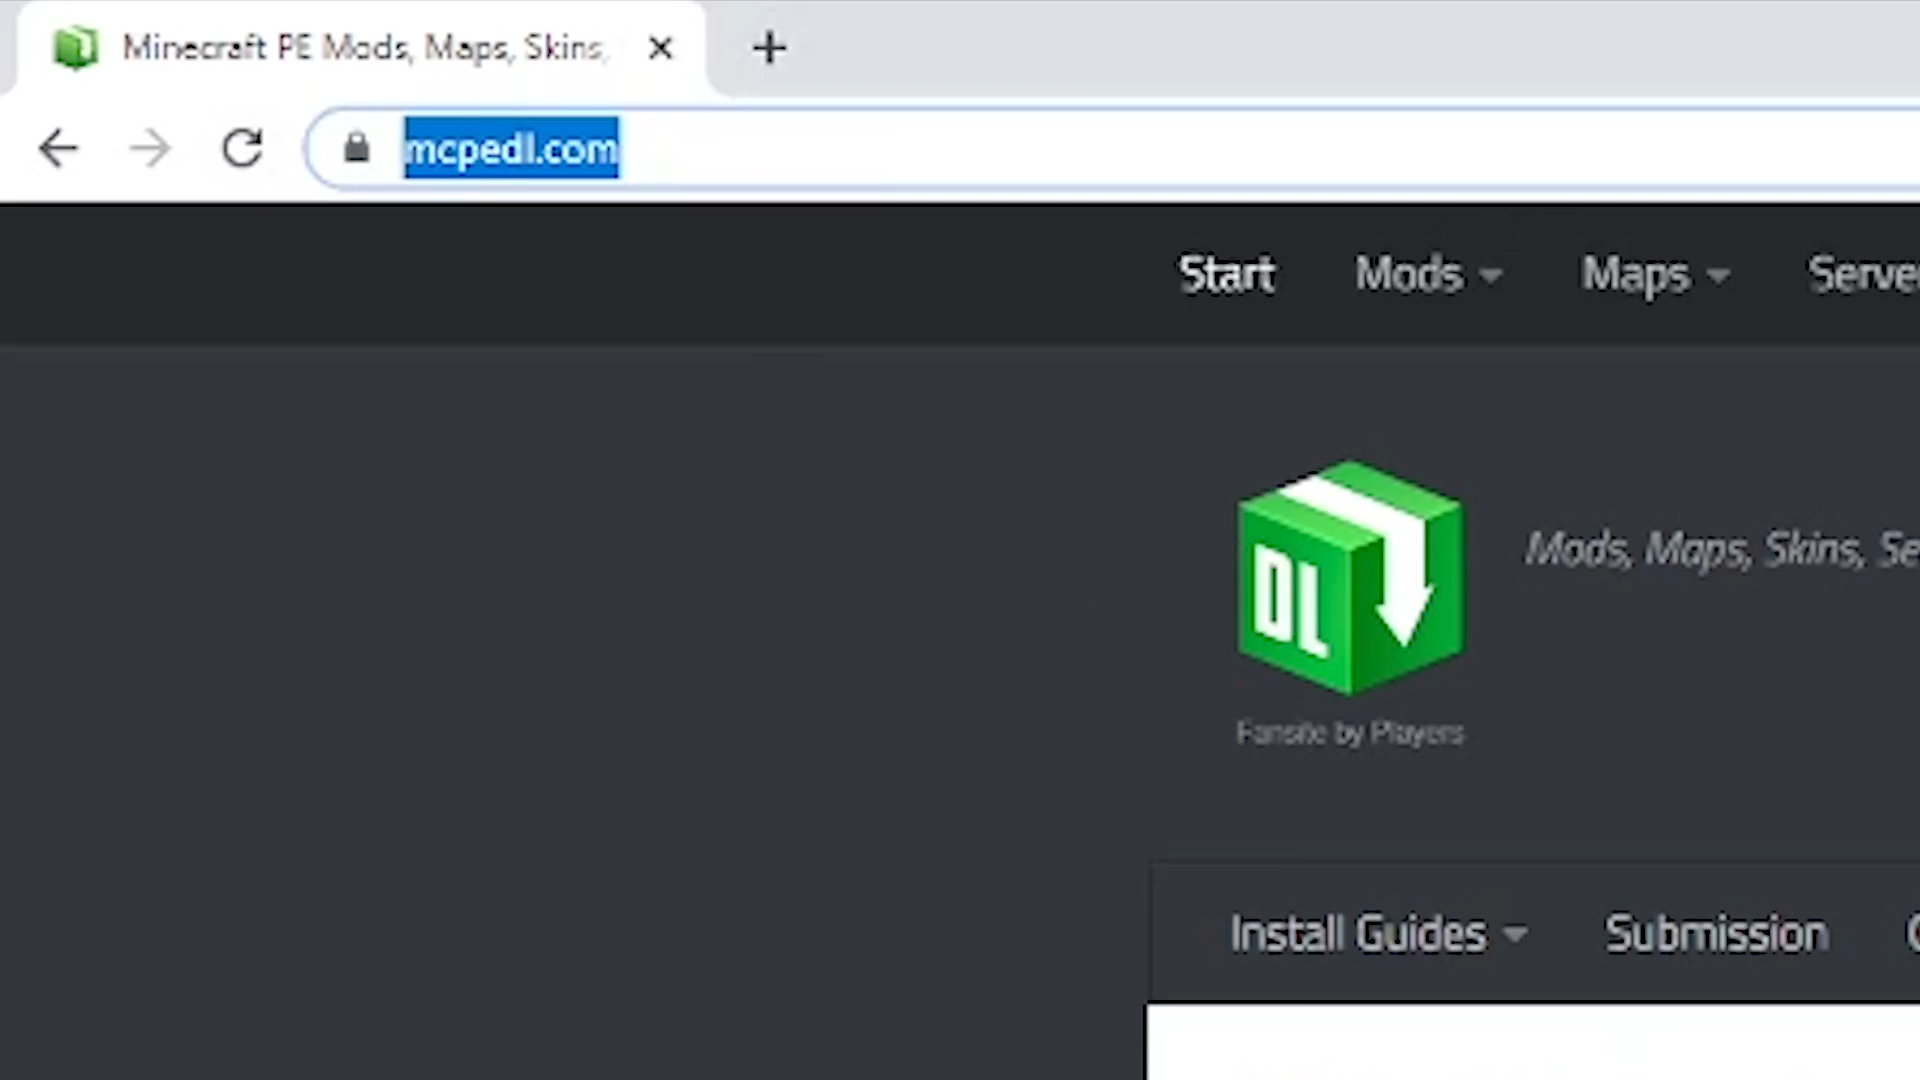 Minecraft PE Mods, Maps, Skins,
mcpedl.com
Start Mods Maps
DL
Mods, Maps, Skins,
Fansite by Players
Install Guides Submission